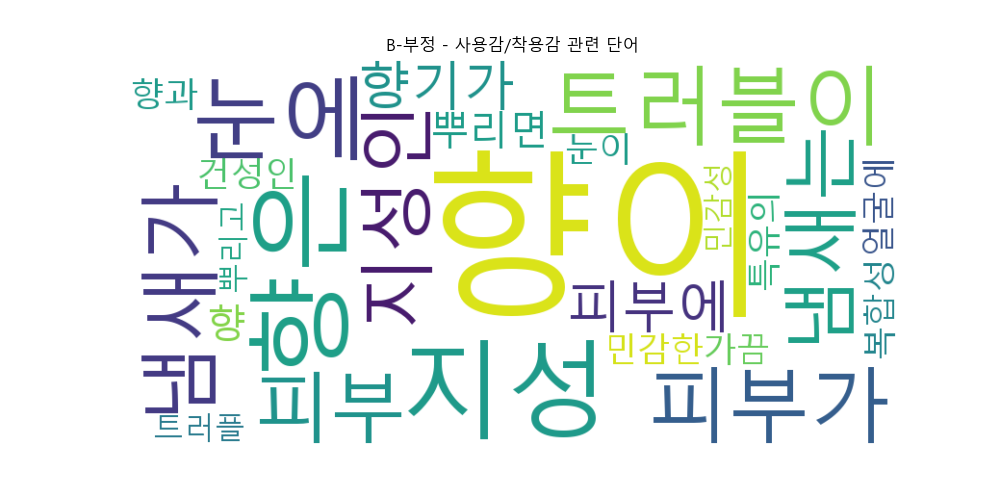 B-부정 - 사용감/착용감 관련 단어
향과
눈에
향기가
트러블이
뿌리면
눈이
건성인
지성인
향이
민감성
특유의
냄새는
얼굴에
냄새가
향은
뿌리고
향
피부에
복합성
민감한
가끔
트러플
피부
지성
피부가